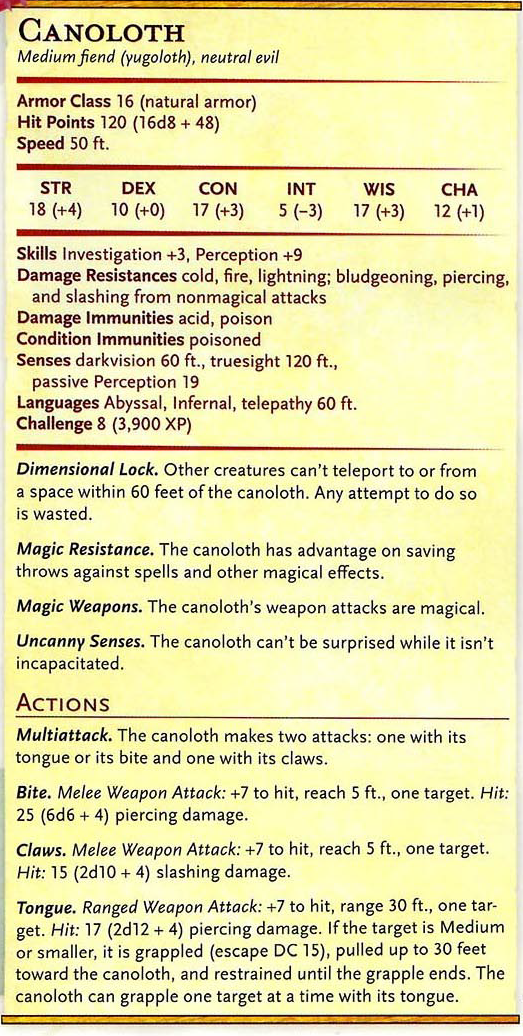 CANOLOTH
Medium fiend (yugoloth), neutral evil
Armor Class 16 (natural armor)
Hit Points 120 (16d8 + 48)
Speed 50 ft.
STR DEX CON INT WIS CHA
18 (+4) 10 (+0) 17 (+3) 5 (−3) 17 (+3) 12 (+1)
Skills Investigation +3, Perception +9
Damage Resistances cold, fire, lightning; bludgeoning, piercing,
and slashing from nonmagical attacks
Damage Immunities acid, poison
Condition Immunities poisoned
Senses darkvision 60 ft., truesight 120 ft.,
passive Perception 19
Languages Abyssal, Infernal, telepathy 60 ft.
Challenge 8 (3,900 XP)
Dimensional Lock. Other creatures can't teleport to or from
a space within 60 feet of the canoloth. Any attempt to do so
is wasted.
Magic Resistance. The canoloth has advantage on saving
throws against spells and other magical effects.
Magic Weapons. The canoloth's weapon attacks are magical.
Uncanny Senses. The canoloth can't be surprised while it isn't
incapacitated.
ACTIONS
Multiattack. The canoloth makes two attacks: one with its
tongue or its bite and one with its claws.
Bite. Melee Weapon Attack: +7 to hit, reach 5 ft., one target. Hit:
25 (6d6 + 4) piercing damage.
Claws. Melee Weapon Attack: +7 to hit, reach 5 ft., one target.
Hit: 15 (2d10 + 4) slashing damage.
Tongue. Ranged Weapon Attack: +7 to hit, range 30 ft., one tar-
get. Hit: 17 (2d12 + 4) piercing damage. If the target is Medium
or smaller, it is grappled (escape DC 15), pulled up to 30 feet
toward the canoloth, and restrained until the grapple ends. The
canoloth can grapple one target at a time with its tongue.